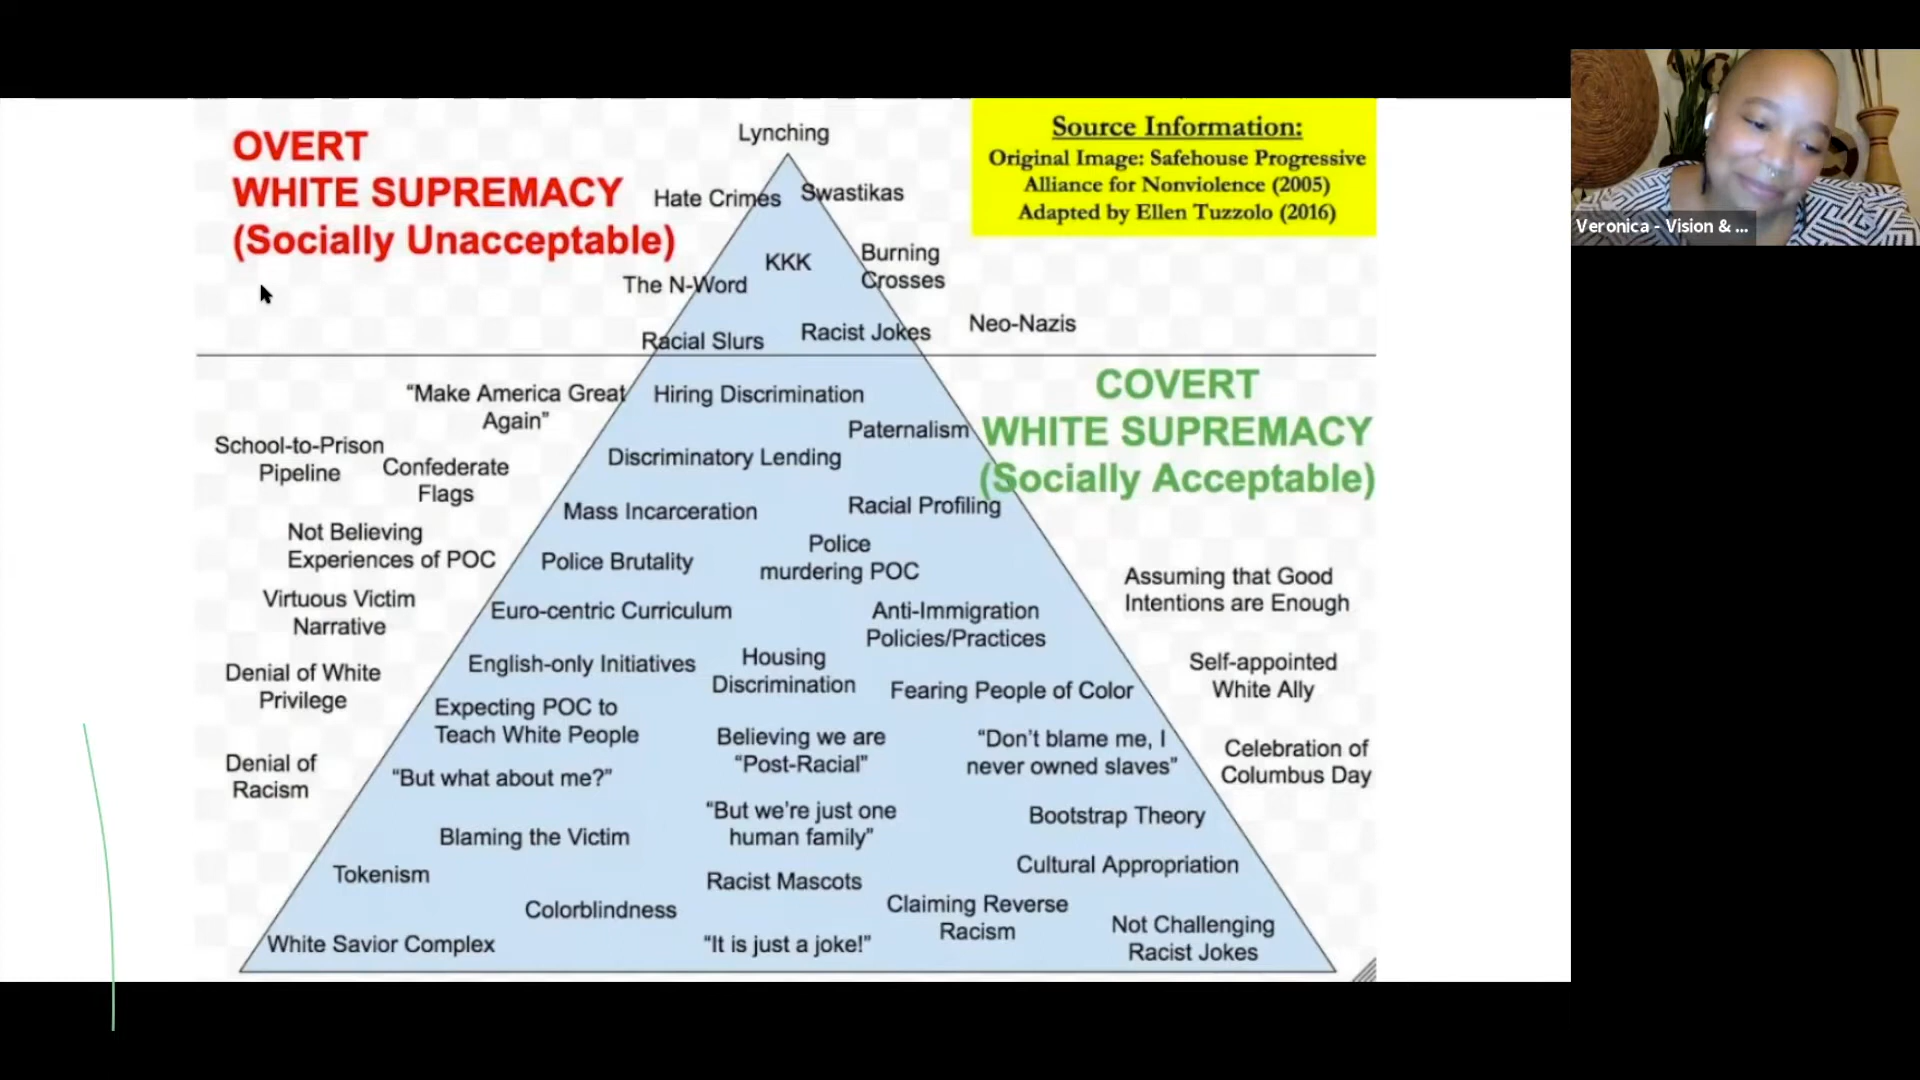 OVERT
WHITE SUPREMACY
(Socially Unacceptable)
Lynching
Hate Crimes
Swastikas
KKK
Burning
Crosses
The N-Word
Racial Slurs
Racist Jokes
Neo-Nazis
Source Information:
Original Image: Safehouse Progressive
Alliance for Nonviolence (2005)
Adapted by Ellen Tuzzolo (2016)
Veronica - Vision & ...
COVERT
WHITE SUPREMACY
(Socially Acceptable)
“Make America Great
Again”
Hiring Discrimination
Paternalism
School-to-Prison
Pipeline
Confederate
Flags
Discriminatory Lending
Mass Incarceration
Racial Profiling
Not Believing
Experiences of POC
Police Brutality
Police
murdering POC
Assuming that Good
Intentions are Enough
Virtuous Victim
Narrative
Euro-centric Curriculum
Anti-Immigration
Policies/Practices
Denial of White
Privilege
English-only Initiatives
Housing
Discrimination
Fearing People of Color
Self-appointed
White Ally
Expecting POC to
Teach White People
Believing we are
“Post-Racial”
“Don’t blame me, I
never owned slaves”
Celebration of
Columbus Day
Denial of
Racism
“But what about me?”
“But we’re just one
human family”
Bootstrap Theory
Blaming the Victim
Cultural Appropriation
Tokenism
Racist Mascots
Colorblindness
Claiming Reverse
Racism
Not Challenging
Racist Jokes
White Savior Complex
“It is just a joke!”